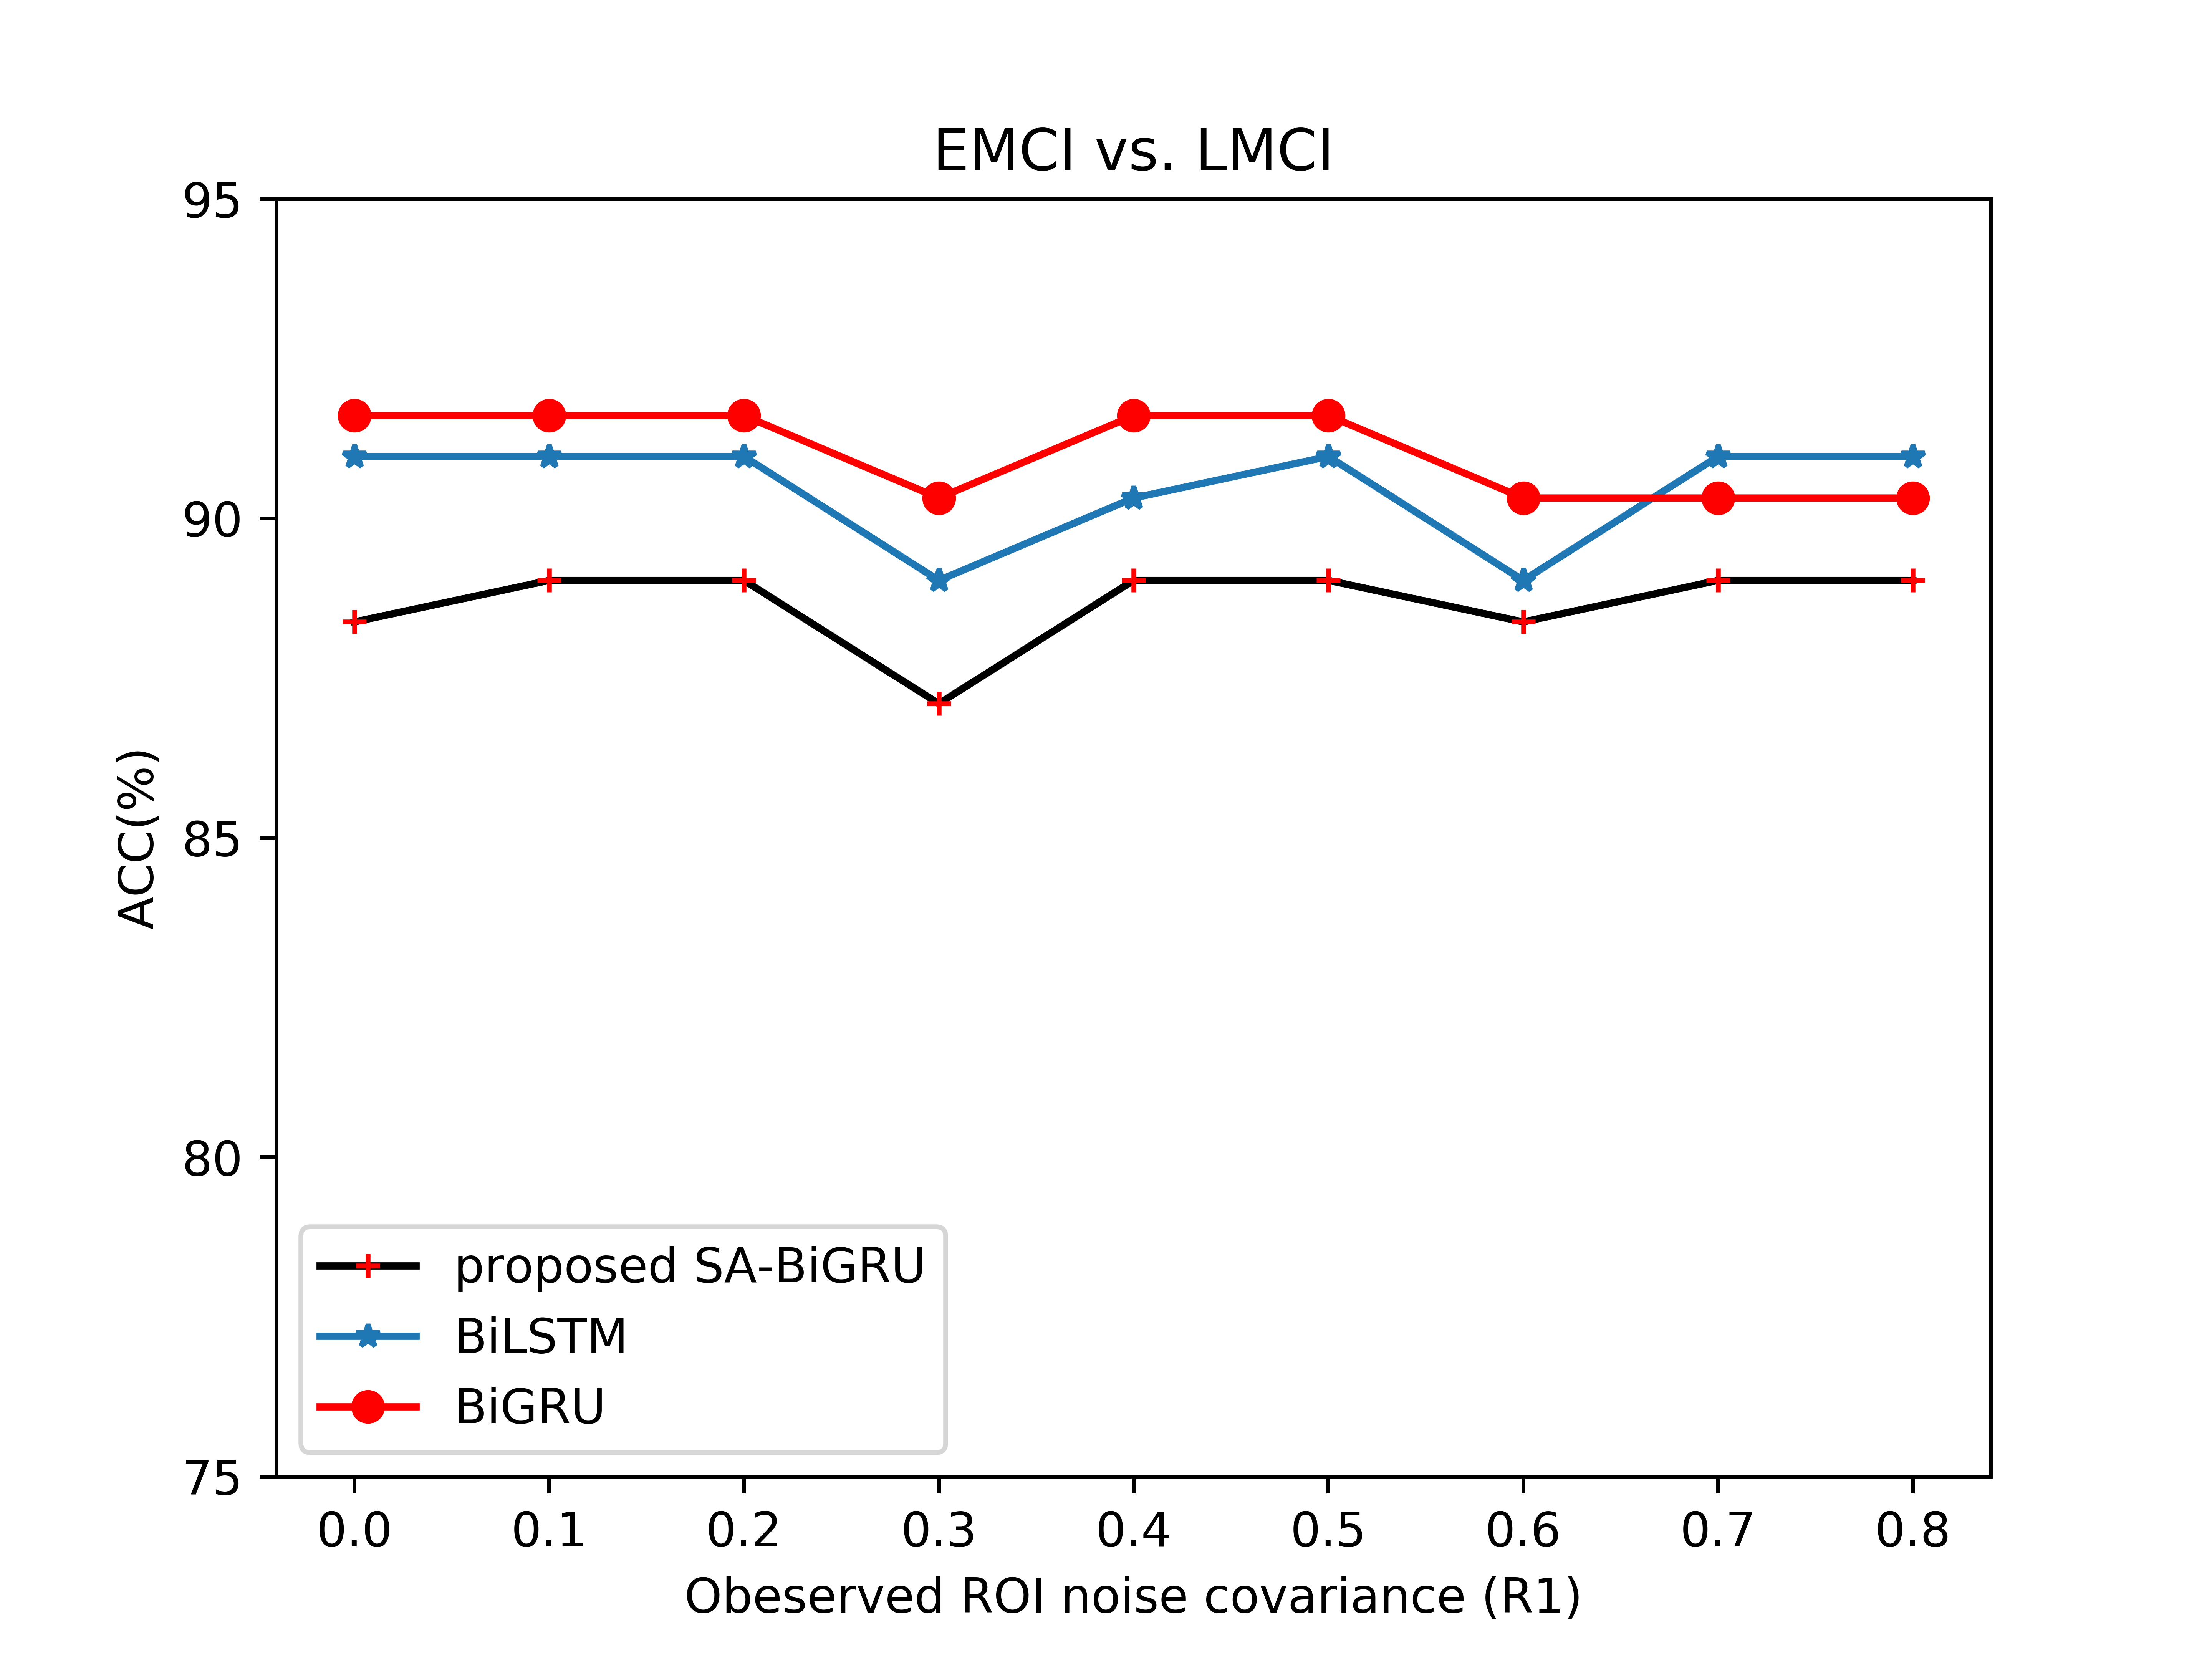 EMCI vs. LMCI
95
90
85
80
75
ACC(%)
proposed SA-BiGRU
BiLSTM
BiGRU
0.0 0.1 0.2 0.3 0.4 0.5 0.6 0.7 0.8
Obeserved ROI noise covariance (R1)